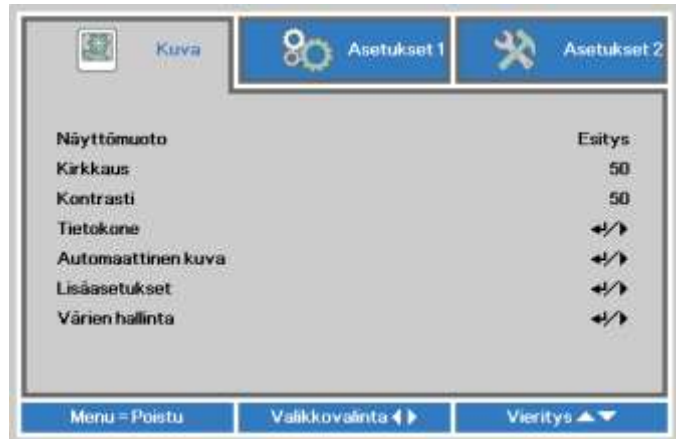 Kuva Asetukset 1 Asetukset 2
Näyttömuoto Esitys
Kirkkaus 50
Kontrasti 50
Tietokone ↵/▶
Automaattinen kuva ↵/▶
Lisäasetukset ↵/▶
Värien hallinta ↵/▶
Menu = Poistu Valikkovalinta ◀ ▶ Vieritys ▲ ▼